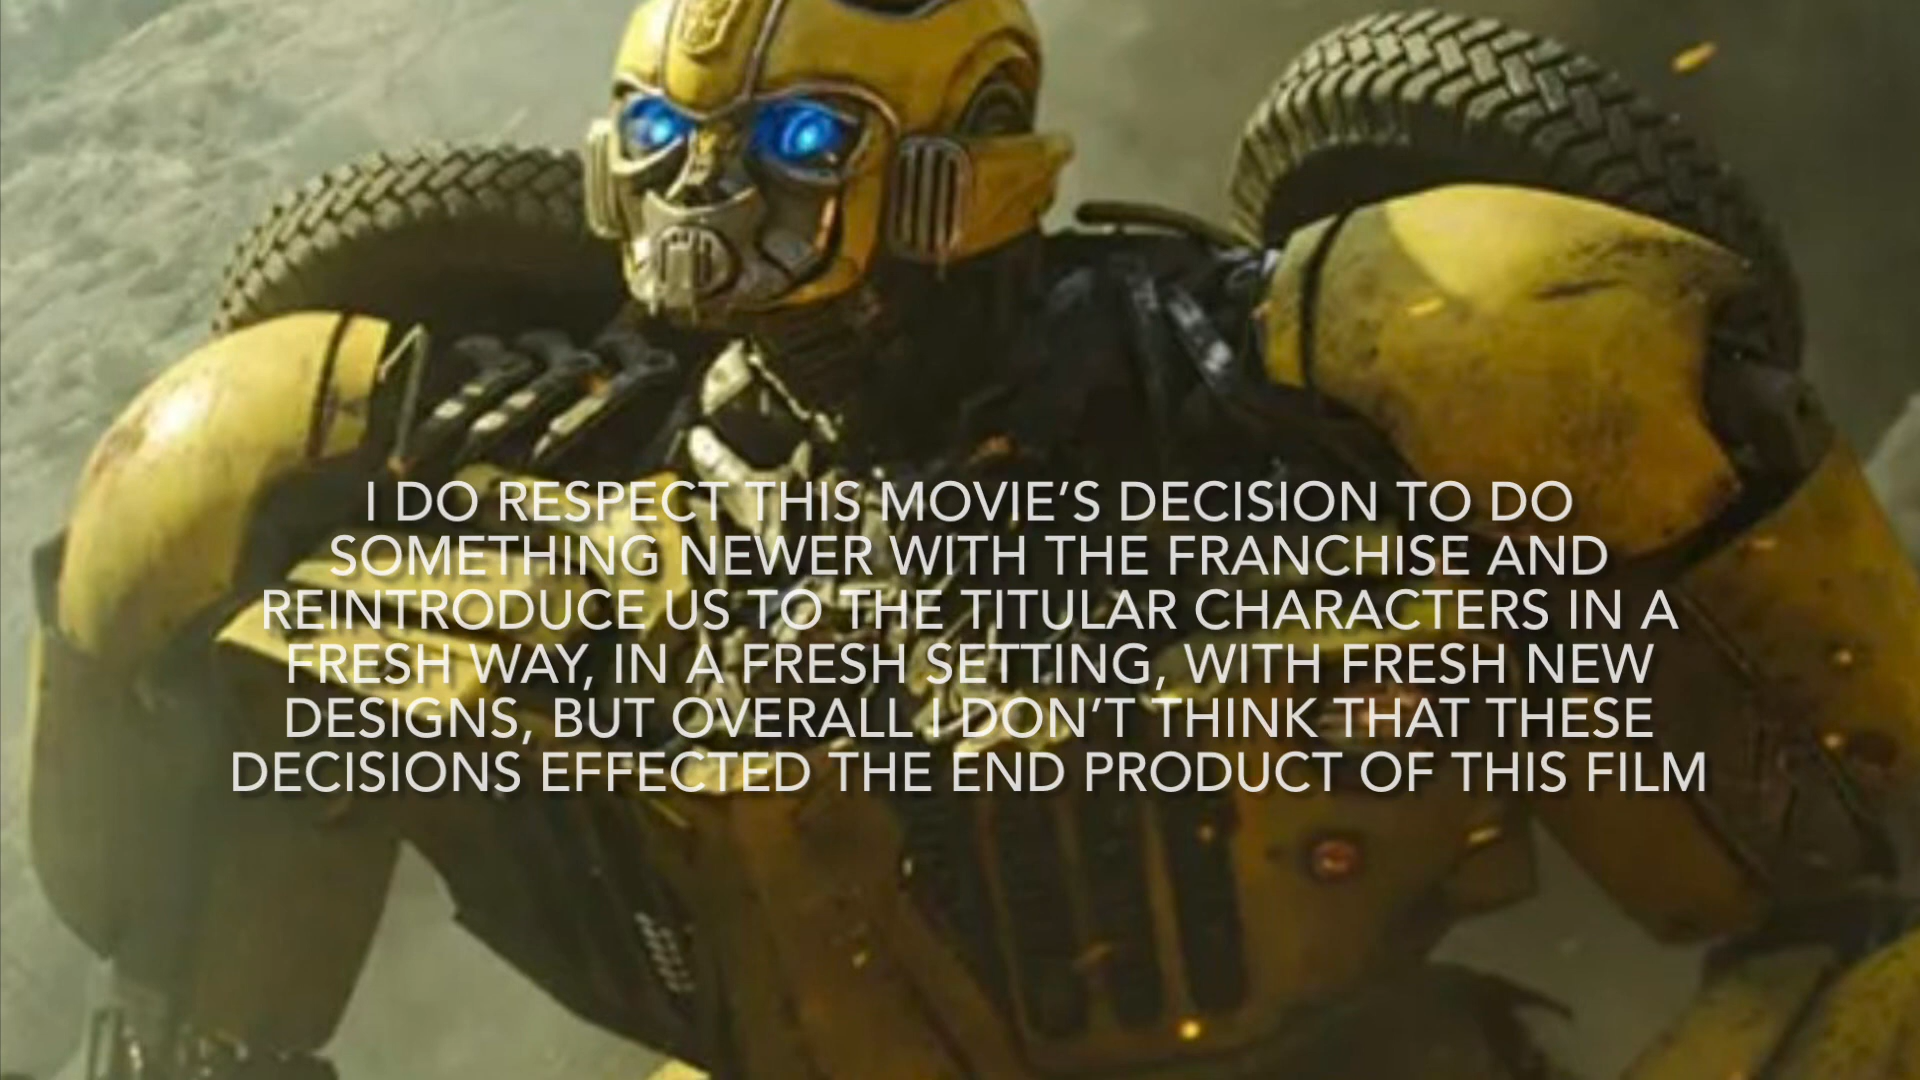 I DO RESPECT THIS MOVIE’S DECISION TO DO
SOMETHING NEWER WITH THE FRANCHISE AND
REINTRODUCE US TO THE TITULAR CHARACTERS IN A
FRESH WAY, IN A FRESH SETTING, WITH FRESH NEW
DESIGNS, BUT OVERALL I DON’T THINK THAT THESE
DECISIONS EFFECTED THE END PRODUCT OF THIS FILM